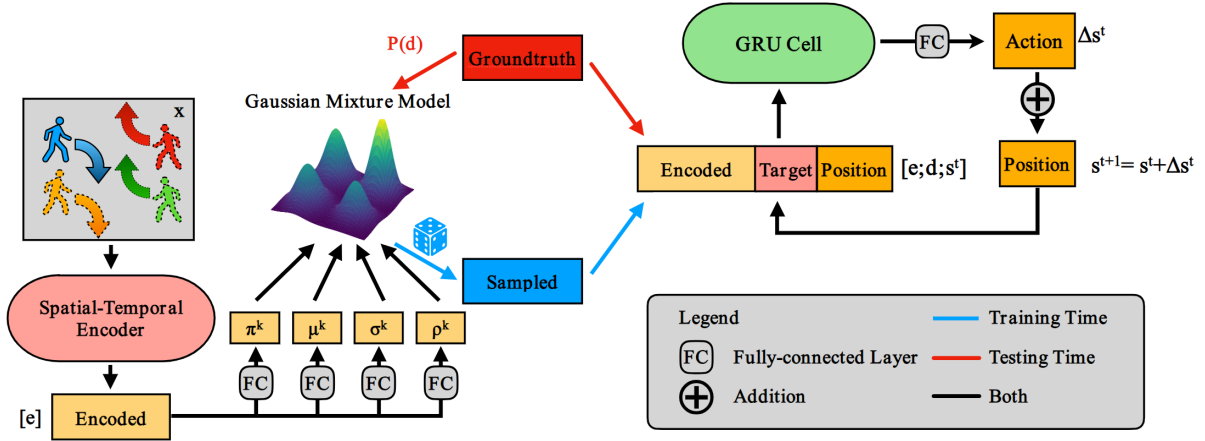 x
Spatial-Temporal
Encoder
[e]
Encoded
P(d)
Groundtruth
Gaussian Mixture Model
Sampled
πᵏ
μᵏ
σᵏ
ρᵏ
FC
FC
FC
FC
GRU Cell
FC
Action
Δsᵗ
Position
sᵗ⁺¹= sᵗ+Δsᵗ
Encoded
Target
Position
[e;d;sᵗ]
Legend
FC
Fully-connected Layer
Addition
Training Time
Testing Time
Both